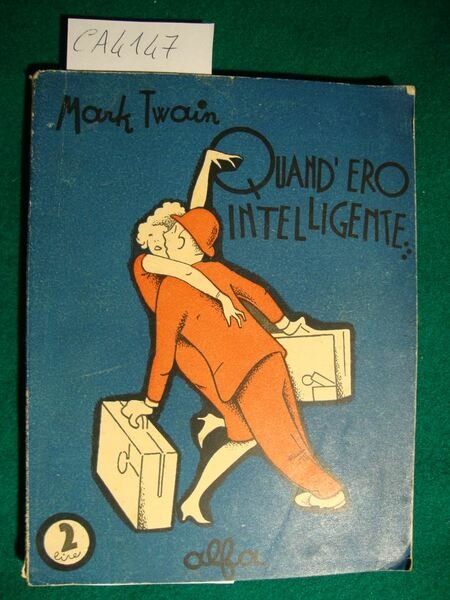 CA4147
Mark Twain
QUAND' ERO
INTELLIGENTE..
2
lire
alfa